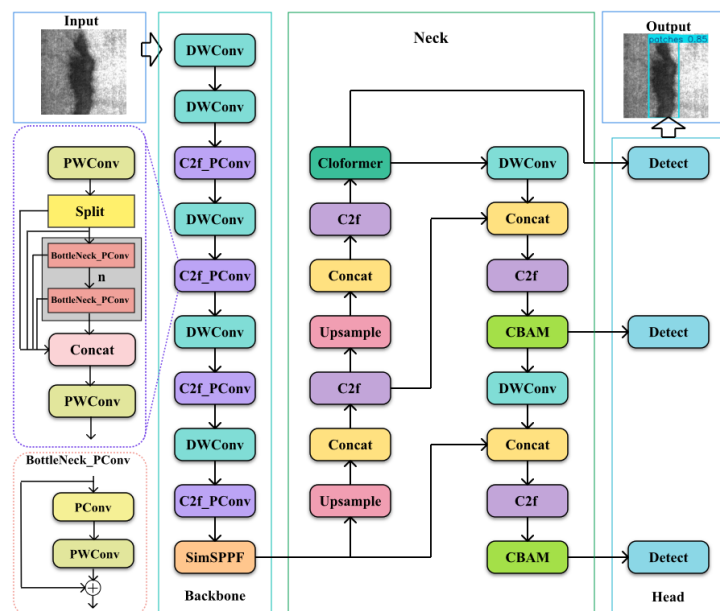 Input
patches 0.85
Output
Neck
DWConv
DWConv
C2f_PConv
DWConv
C2f_PConv
DWConv
C2f_PConv
DWConv
C2f_PConv
SimSPPF
Backbone
PWConv
Split
BottleNeck_PConv
n
BottleNeck_PConv
Concat
PWConv
BottleNeck_PConv
PConv
PWConv
Cloformer
C2f
Concat
Upsample
C2f
Concat
Upsample
DWConv
Concat
C2f
CBAM
DWConv
Concat
C2f
CBAM
Detect
Detect
Detect
Head